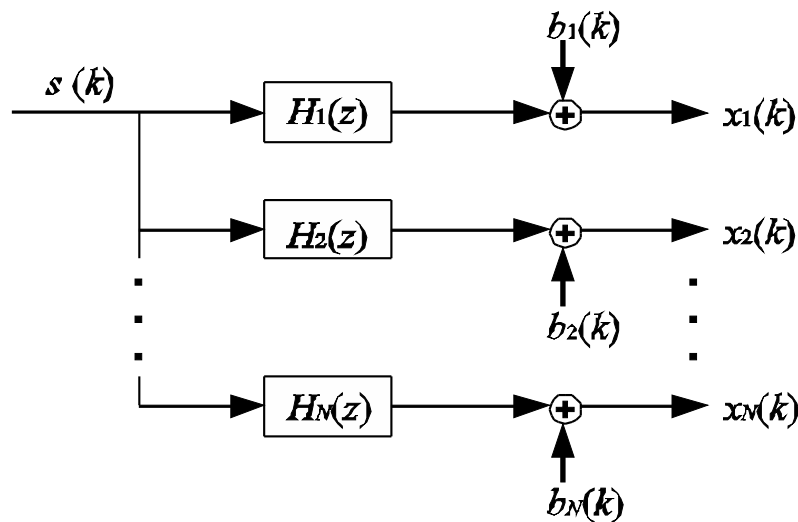 b1(k)
s (k)
H1(z)
+
x1(k)
H2(z)
+
x2(k)
b2(k)
HN(z)
+
xN(k)
bN(k)